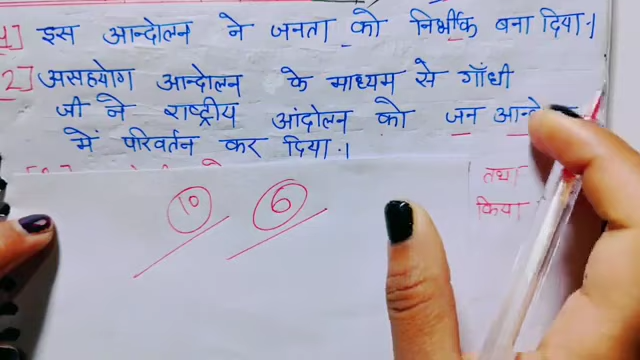 इस आन्दोलन ने जनता को निर्भीक बना दिया।
2] असहयोग आन्दोलन के माध्यम से गाँधी
जी ने राष्ट्रीय आंदोलन को जन
में परिवर्तन कर दिया।
तथा
किया
10 6